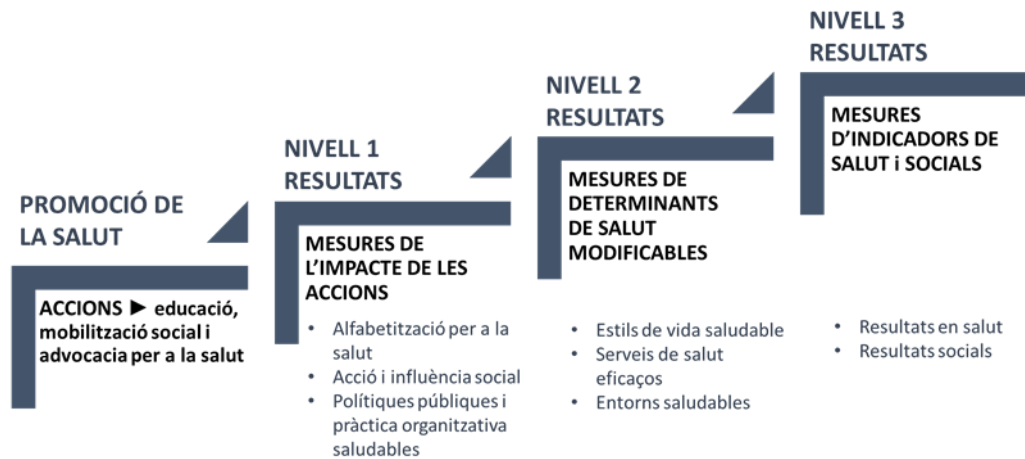 PROMOCIÓ DE
LA SALUT
ACCIONS ► educació,
mobilització social i
advocacia per a la salut
NIVELL 1
RESULTATS
MESURES DE
L'IMPACTE DE LES
ACCIONS
• Alfabetització per a la
salut
• Acció i influència social
• Polítiques públiques i
pràctica organitzativa
saludables
NIVELL 2
RESULTATS
MESURES DE
DETERMINANTS
DE SALUT
MODIFICABLES
• Estils de vida saludable
• Serveis de salut
eficaços
• Entorns saludables
NIVELL 3
RESULTATS
MESURES
D'INDICADORS DE
SALUT i SOCIALS
• Resultats en salut
• Resultats socials